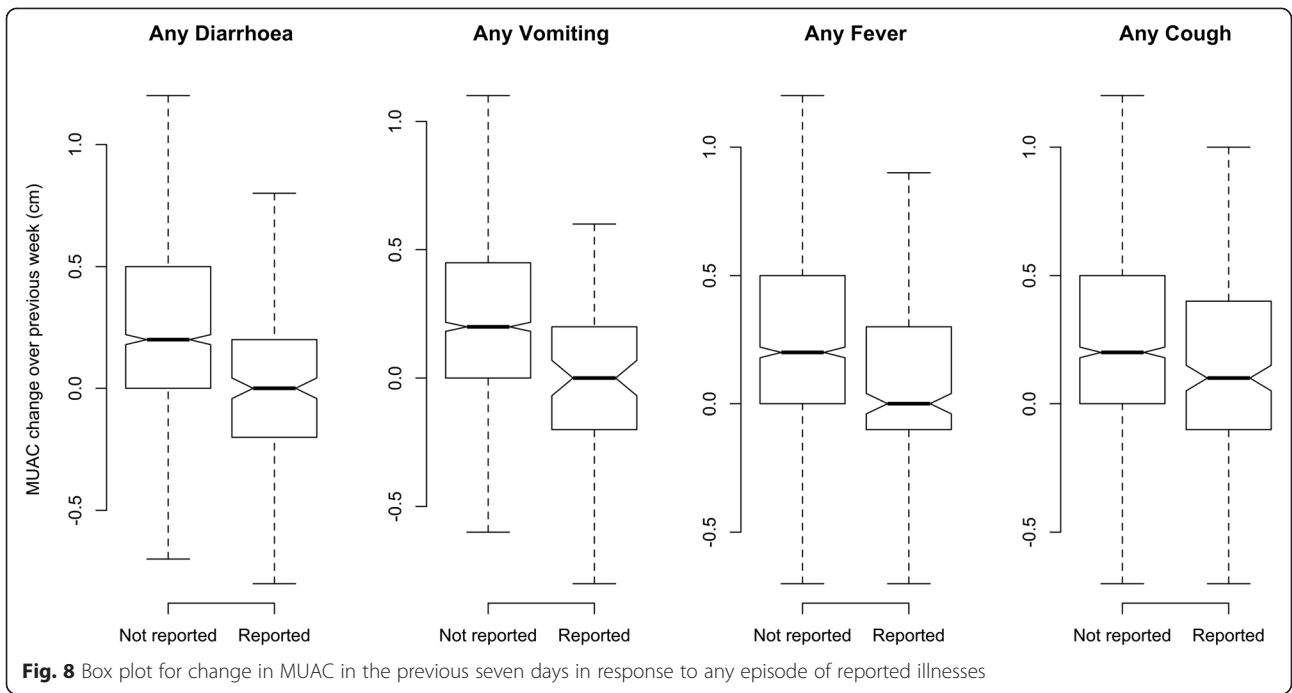 Any Diarrhoea
Any Vomiting
Any Fever
Any Cough
MUAC change over previous week (cm)
1.0
0.5
0.0
-0.5
Not reported
Reported
1.0
0.5
0.0
-0.5
Not reported
Reported
1.0
0.5
0.0
-0.5
Not reported
Reported
1.0
0.5
0.0
-0.5
Not reported
Reported
Fig. 8 Box plot for change in MUAC in the previous seven days in response to any episode of reported illnesses